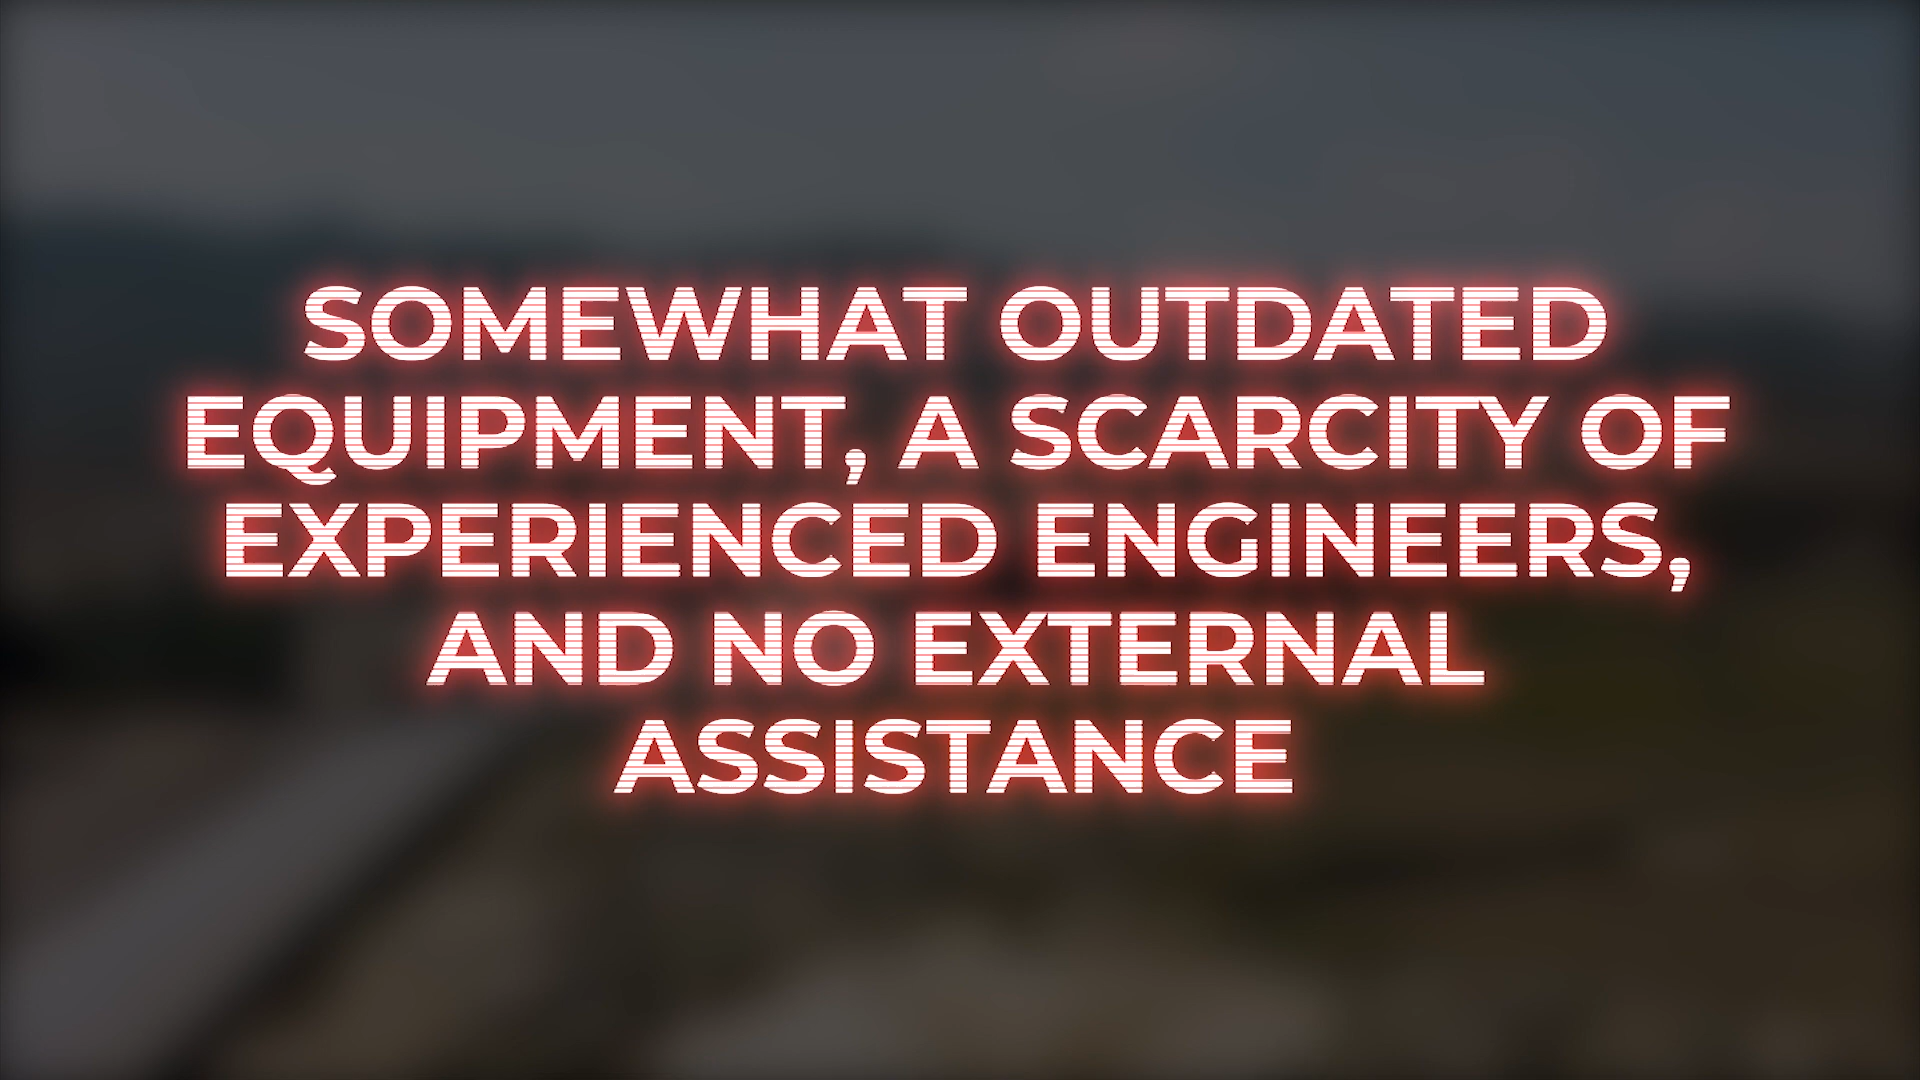 SOMEWHAT OUTDATED
EQUIPMENT, A SCARCITY OF
EXPERIENCED ENGINEERS,
AND NO EXTERNAL
ASSISTANCE